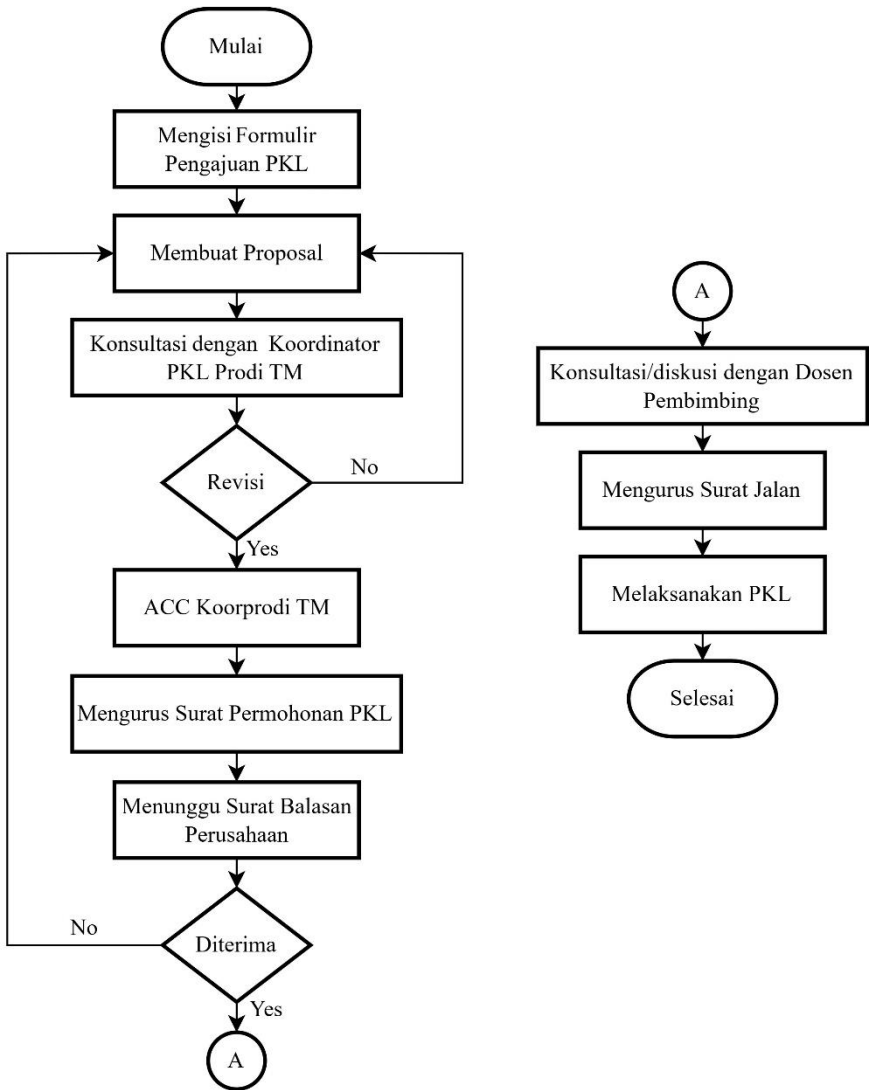 Mulai
Mengisi Formulir
Pengajuan PKL
Membuat Proposal
Konsultasi dengan Koordinator
PKL Prodi TM
Revisi
No
Yes
ACC Koorprodi TM
Mengurus Surat Permohonan PKL
Menunggu Surat Balasan
Perusahaan
Diterima
No
Yes
A
A
Konsultasi/diskusi dengan Dosen
Pembimbing
Mengurus Surat Jalan
Melaksanakan PKL
Selesai